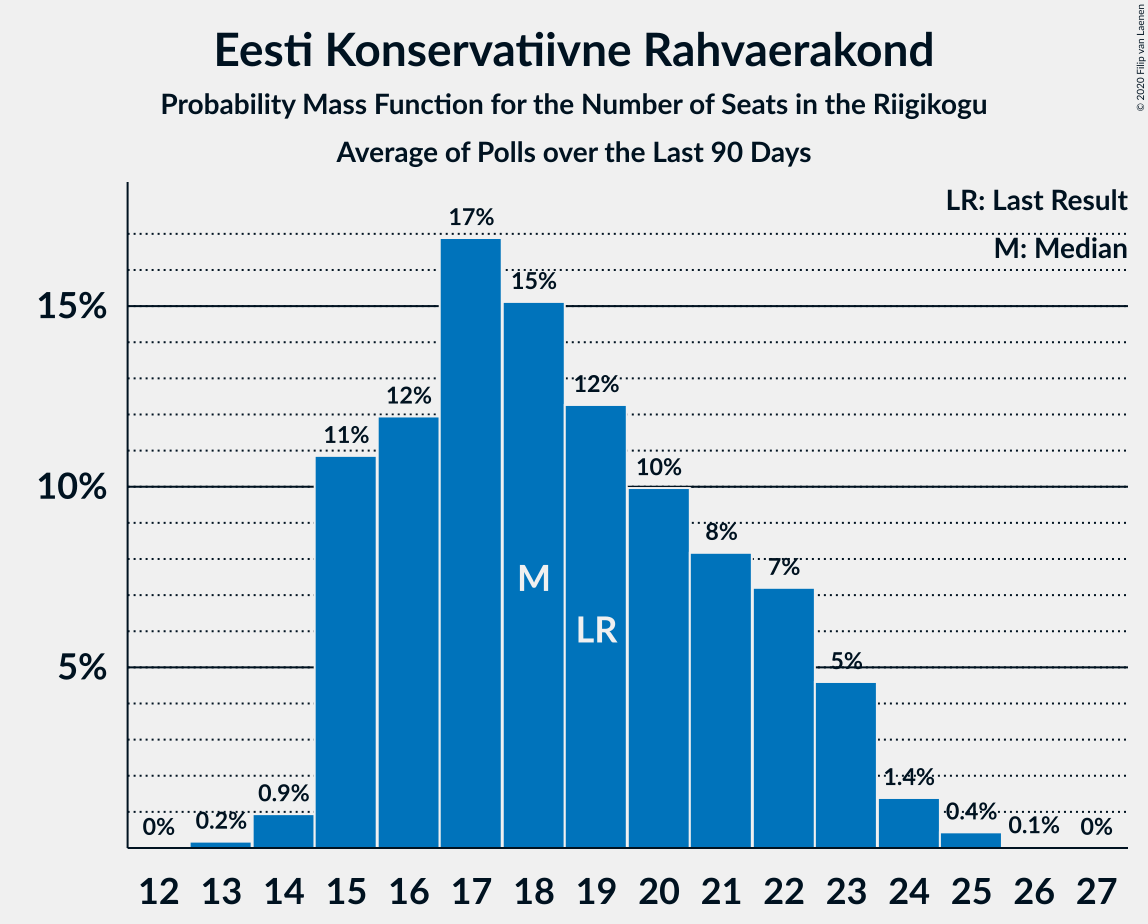 Eesti Konservatiivne Rahvaerakond
Probability Mass Function for the Number of Seats in the Riigikogu
Average of Polls over the Last 90 Days
© 2020 Filip van Laenen
LR: Last Result
M: Median
15%
10%
5%
0%
0.2%
0.9%
11%
12%
17%
15%
12%
10%
8%
7%
5%
1.4%
0.4%
0.1%
0%
M
LR
12 13 14 15 16 17 18 19 20 21 22 23 24 25 26 27